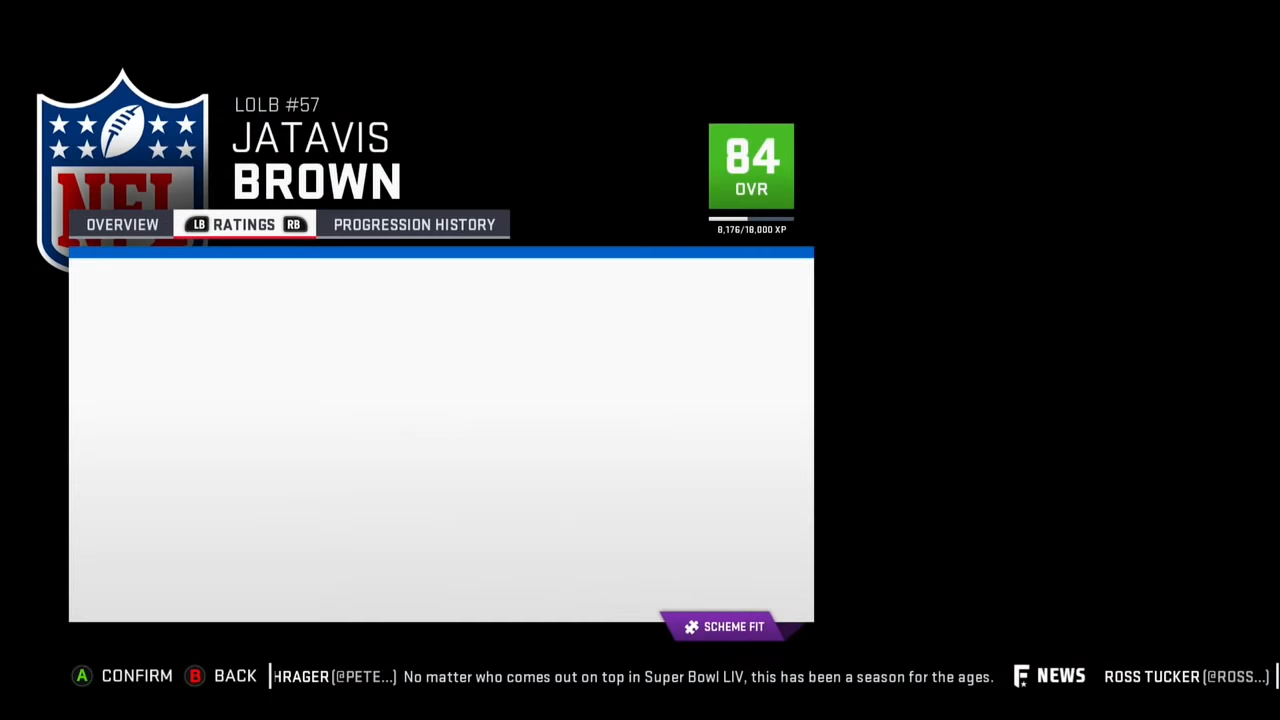 LOLB #57
JATAVIS
BROWN
NFL
84
OVR
8,176/18,000 XP
OVERVIEW LB RATINGS RB PROGRESSION HISTORY
SCHEME FIT
A CONFIRM B BACK HRAGER (@PETE...) No matter who comes out on top in Super Bowl LIV, this has been a season for the ages. F NEWS ROSS TUCKER (@ROSS...)